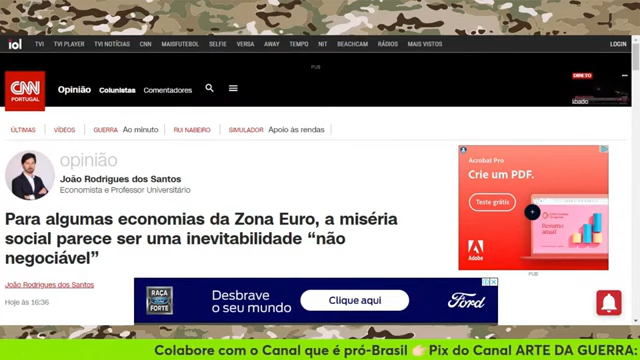 iol TVI TVI PLAYER TVI NOTÍCIAS CNN MAISFUTEBOL SELFIE VERSA AWAY TEMPO NIT BEACHCAM RÁDIOS MAIS VISTOS LOGIN
PUB
CNN
PORTUGAL
Opinião Colunistas Comentadores
DIRETO
ÚLTIMAS VÍDEOS GUERRA Ao minuto RUI NABEIRO SIMULADOR Apoio às rendas
opinião
João Rodrigues dos Santos
Economista e Professor Universitário
Para algumas economias da Zona Euro, a miséria
social parece ser uma inevitabilidade “não
negociável”
João Rodrigues dos Santos
Hoje às 16:36
Acrobat Pro
Crie um PDF.
Teste grátis
Resumo
anual
Adobe
PUB
RAÇA
FORTE
Desbrave
o seu mundo
Clique aqui
Ford
Colabore com o Canal que é pró-Brasil 👉🏻 Pix do Canal ARTE DA GUERRA: